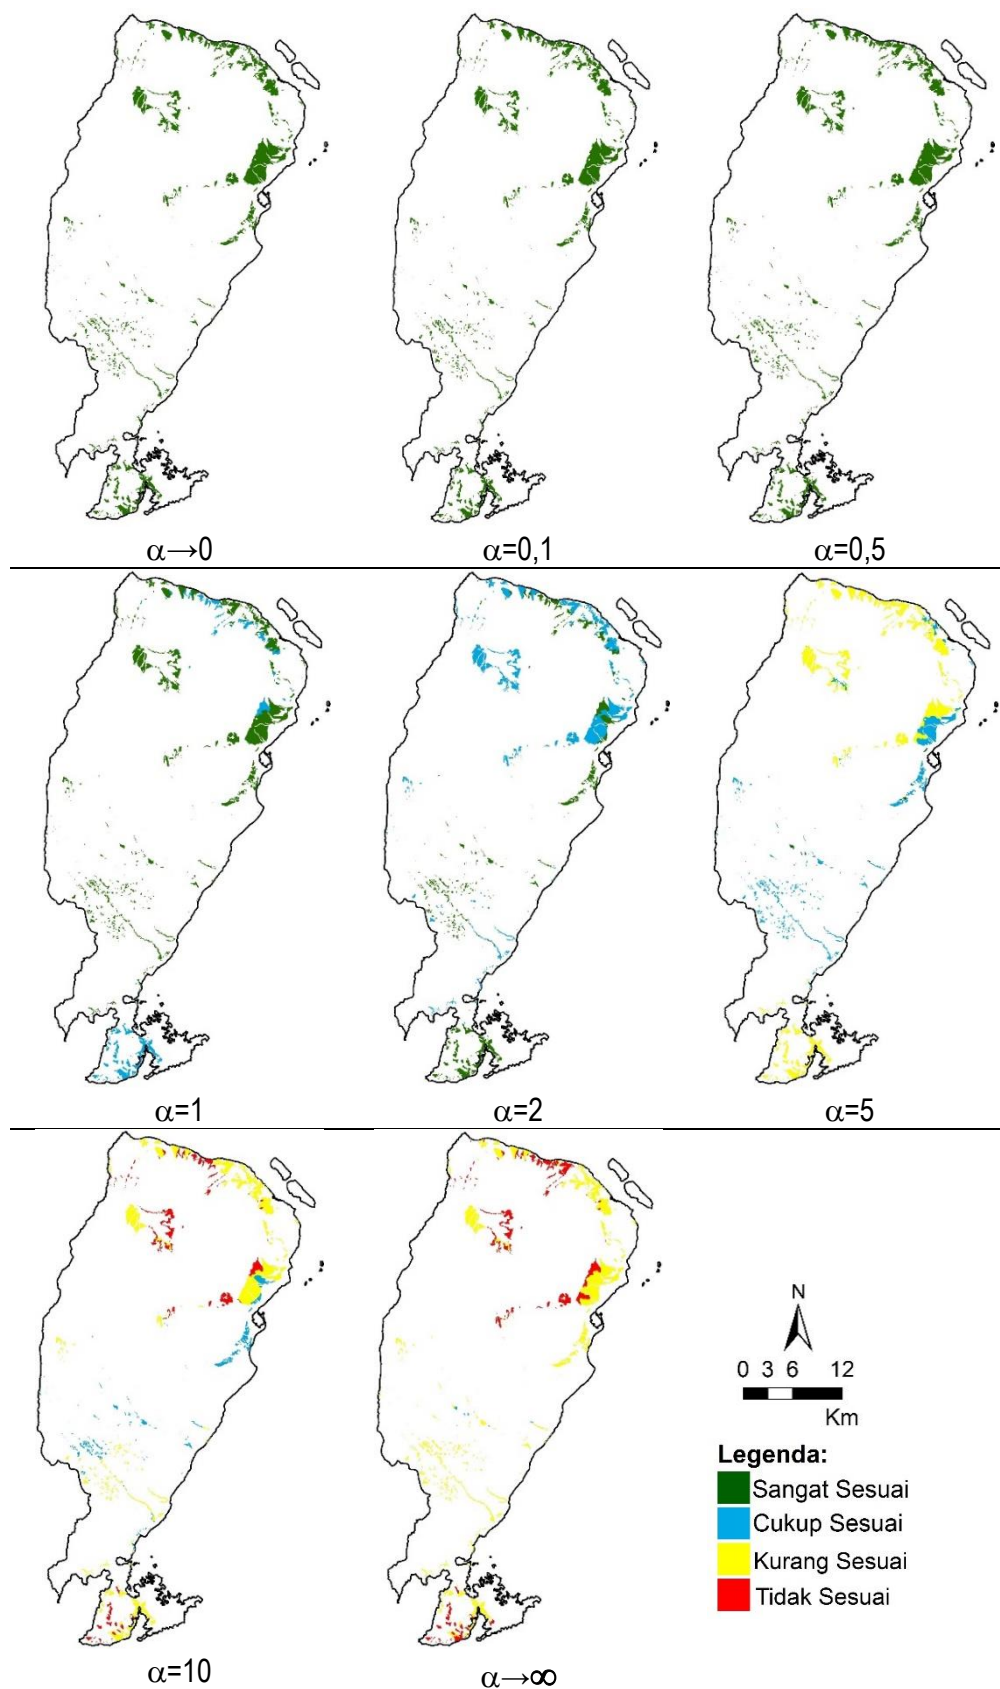 α→0
α=0,1
α=0,5
α=1
α=2
α=5
N
0 3 6 12
Km
Legenda:
Sangat Sesuai
Cukup Sesuai
Kurang Sesuai
Tidak Sesuai
α=10
α→∞